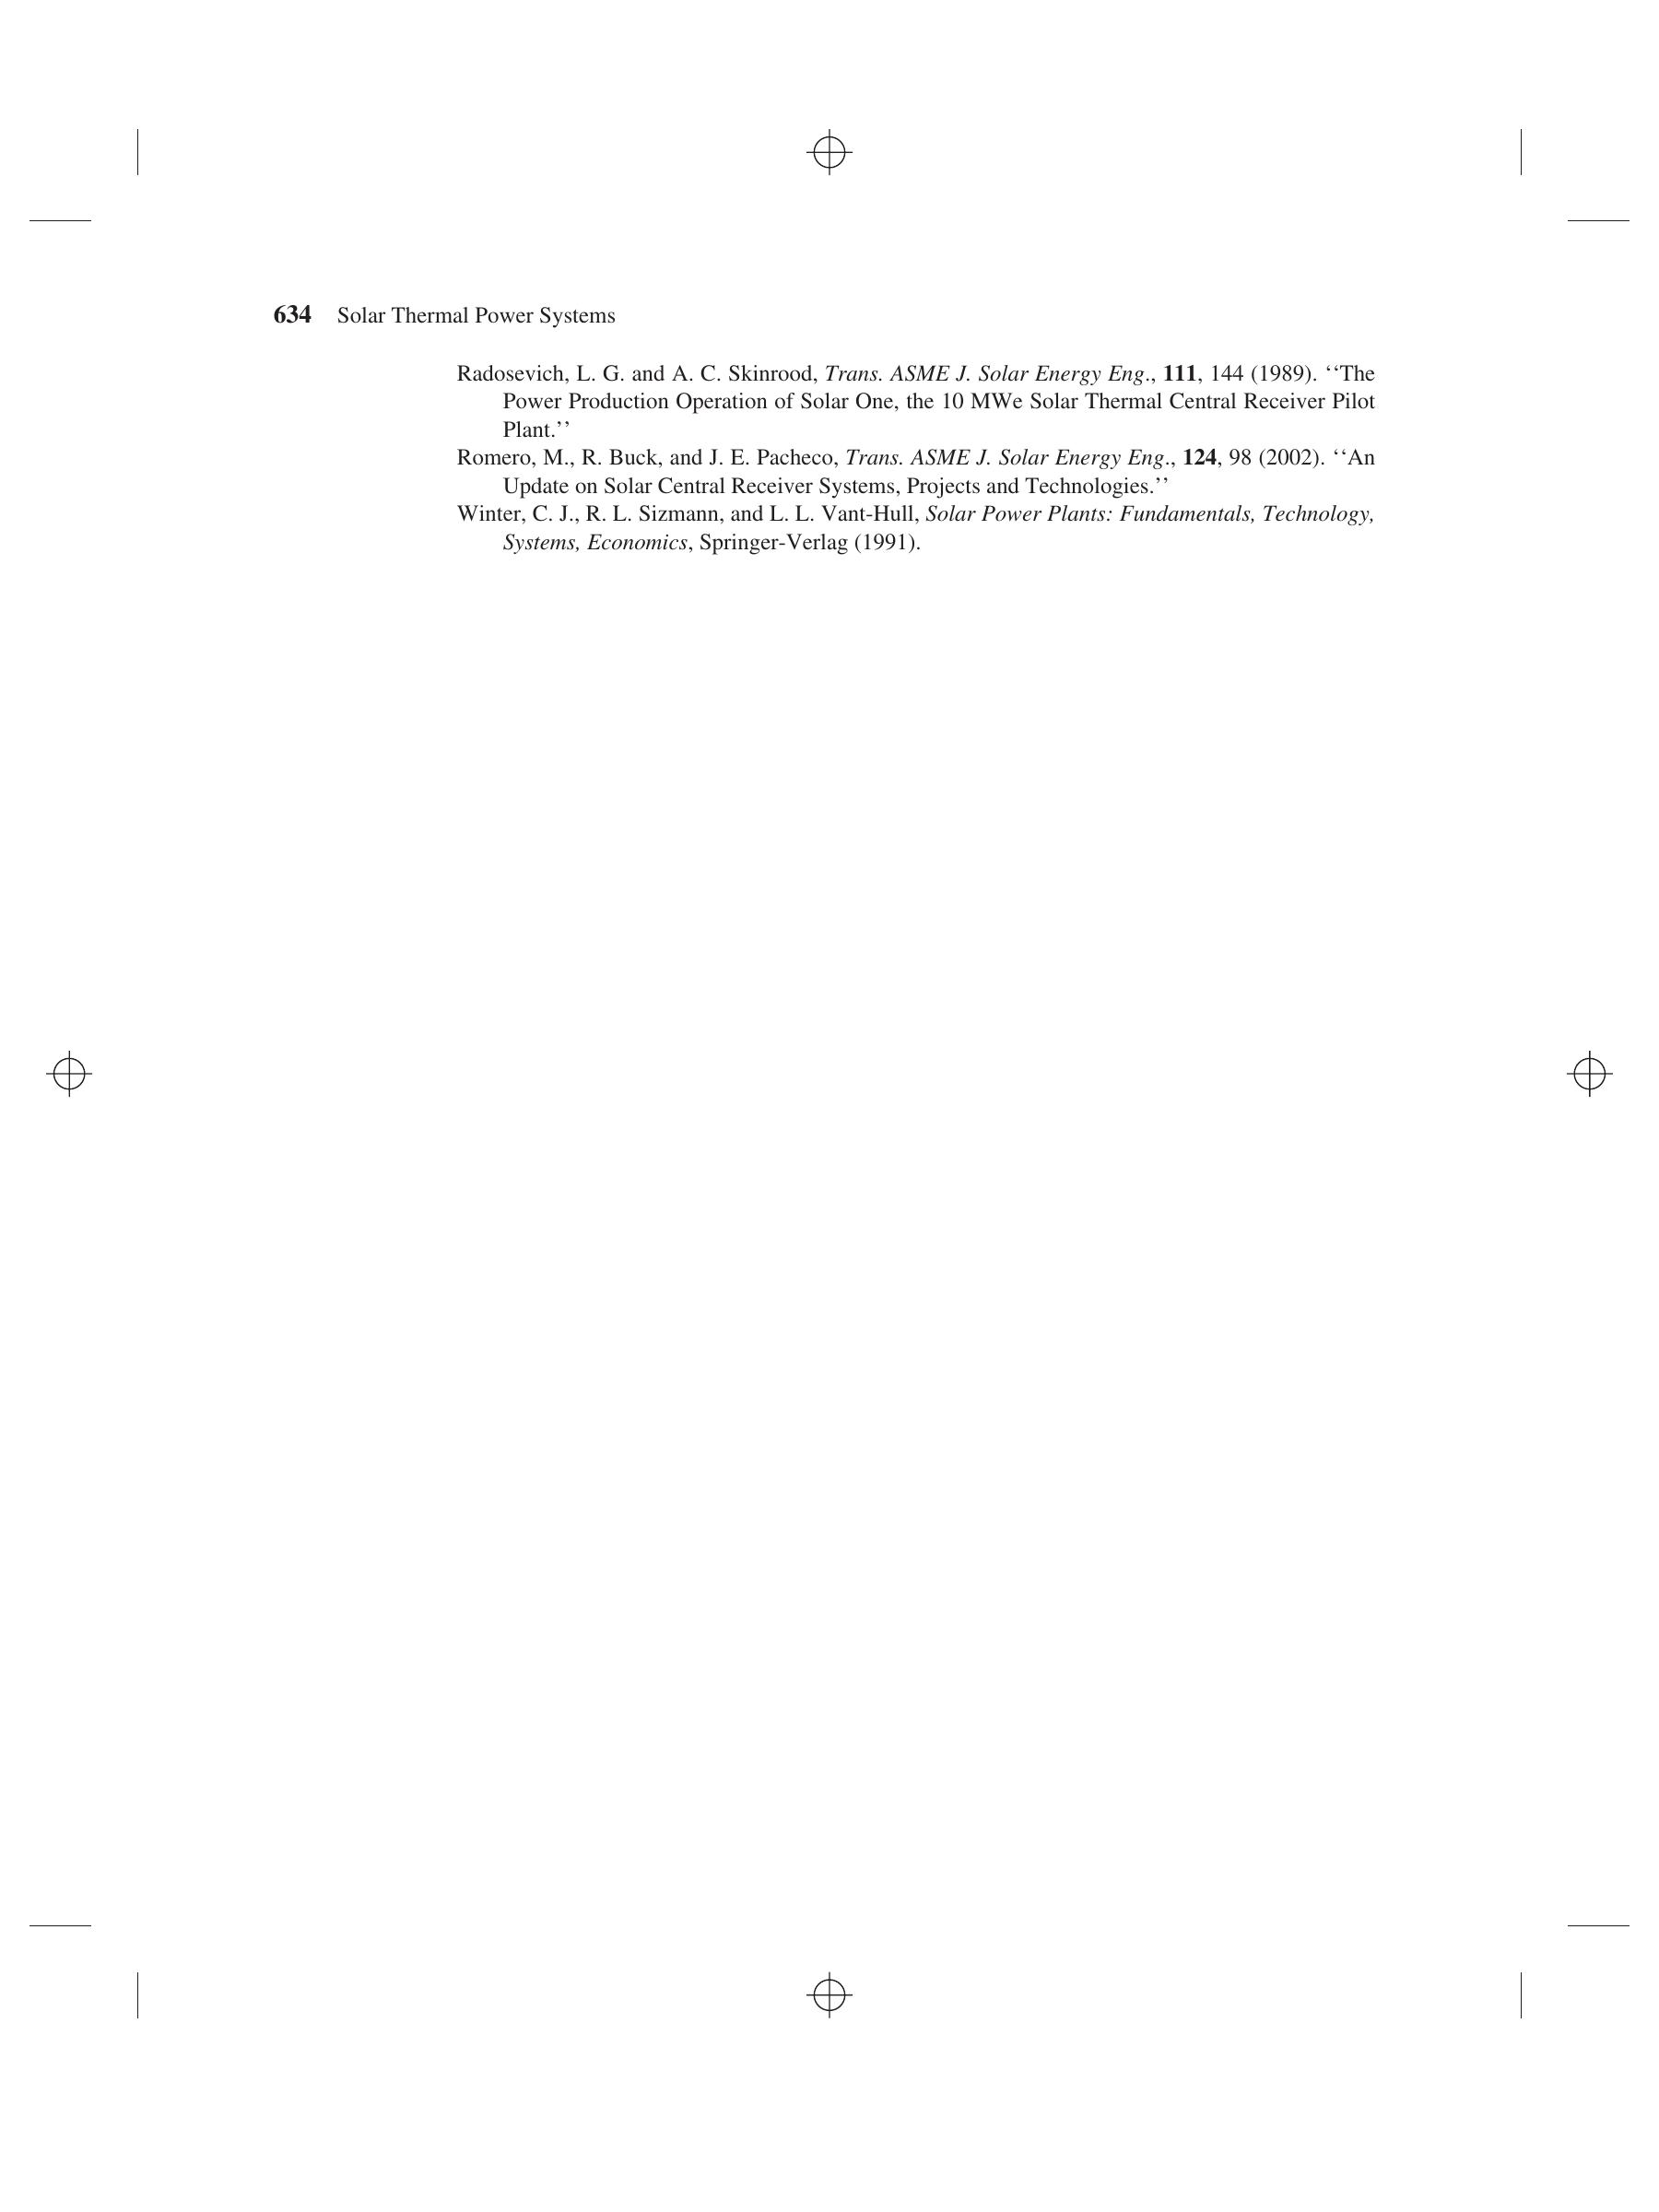 634 Solar Thermal Power Systems
Radosevich, L. G. and A. C. Skinrood, Trans. ASME J. Solar Energy Eng., 111, 144 (1989). ‘‘The
Power Production Operation of Solar One, the 10 MWe Solar Thermal Central Receiver Pilot
Plant.’’
Romero, M., R. Buck, and J. E. Pacheco, Trans. ASME J. Solar Energy Eng., 124, 98 (2002). ‘‘An
Update on Solar Central Receiver Systems, Projects and Technologies.’’
Winter, C. J., R. L. Sizmann, and L. L. Vant-Hull, Solar Power Plants: Fundamentals, Technology,
Systems, Economics, Springer-Verlag (1991).